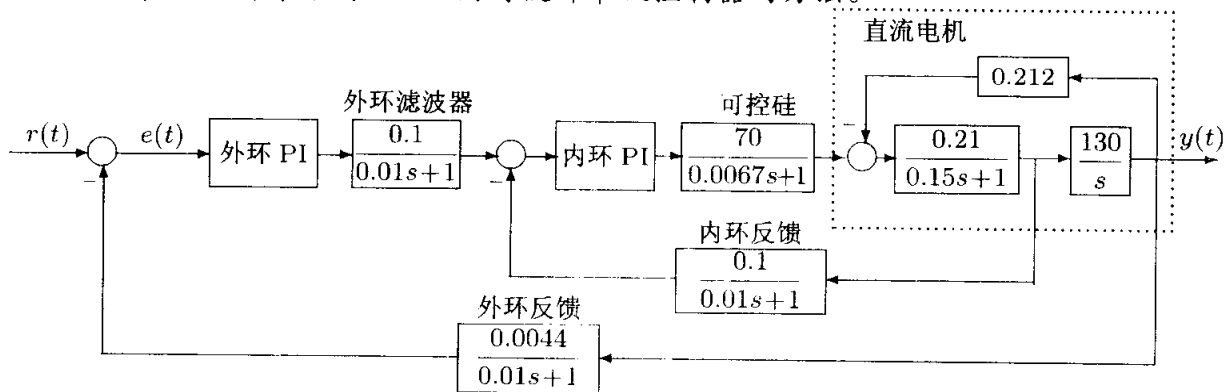 直流电机
0.212
外环滤波器
可控硅
r(t)
e(t)
外环 PI
0.1
0.01s+1
内环 PI
70
0.0067s+1
0.21
0.15s+1
130
s
y(t)
内环反馈
0.1
0.01s+1
外环反馈
0.0044
0.01s+1